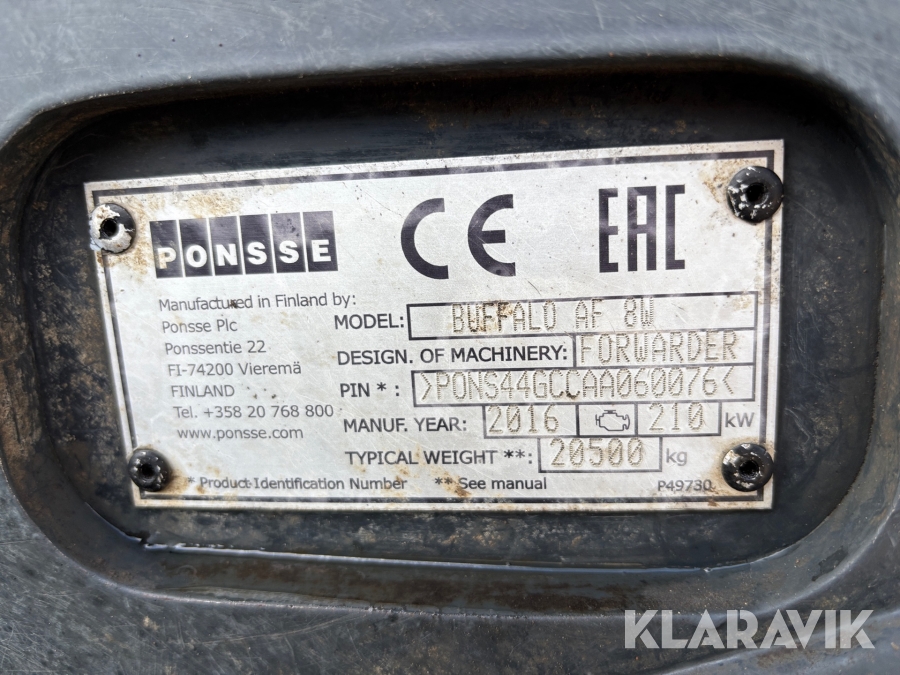 PONSSE CE EAC
Manufactured in Finland by:
Ponsse Plc
Ponssentie 22
FI-74200 Vieremä
FINLAND
Tel. +358 20 768 800
www.ponsse.com
MODEL: BUFFALO AF 8W
DESIGN. OF MACHINERY: FORWARDER
PIN * : >PONS44GCCAA060076<
MANUF. YEAR: 2016 210 kW
TYPICAL WEIGHT **: 20500 kg
* Product Identification Number ** See manual P49730
KLARAVIK